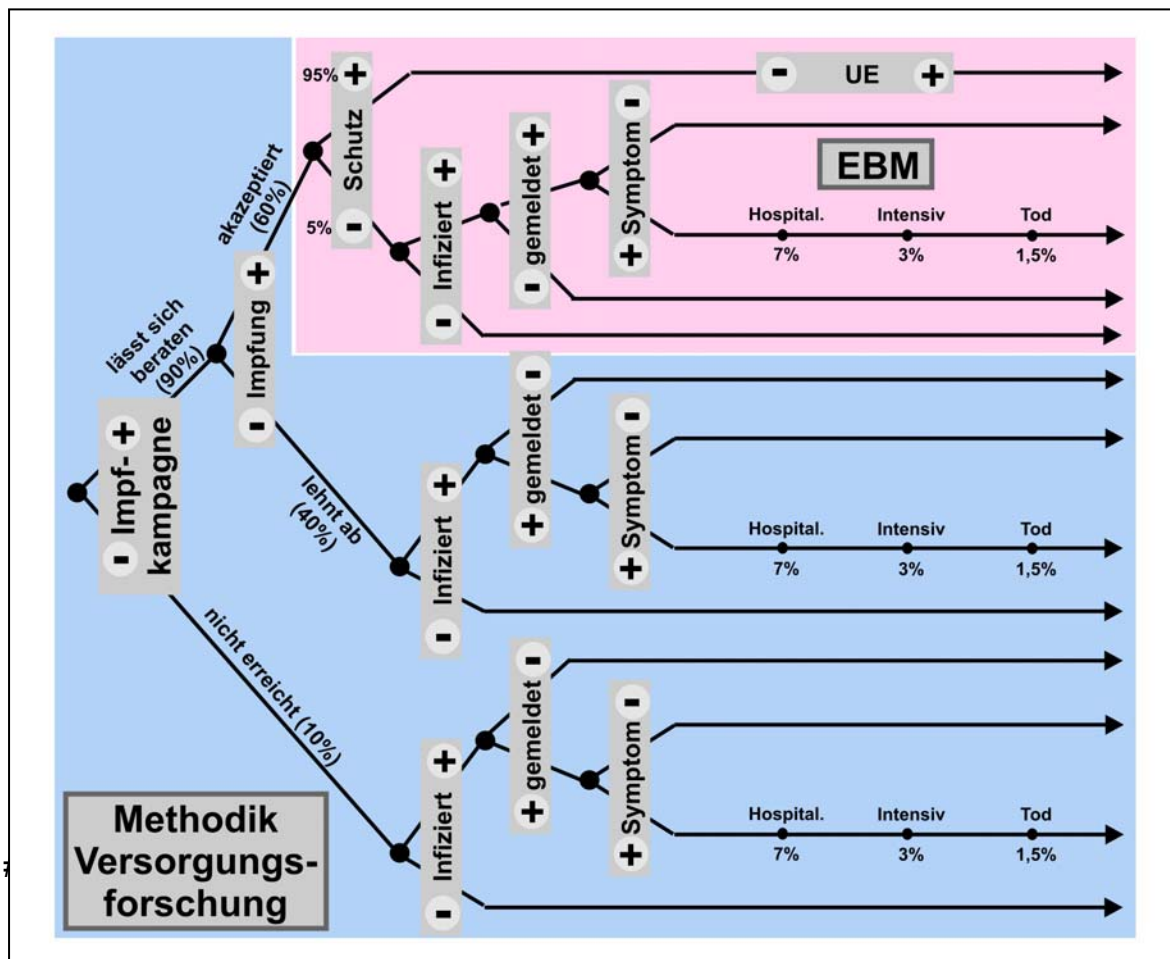 95%
+
Schutz
-
5%
-
UE
+
akazeptiert
(60%)
Infiziert
+
-
gemeldet
+
-
Symptom
-
+
EBM
Hospital.
Intensiv
Tod
7%
3%
1,5%
lässt sich
beraten
(90%)
Impfung
+
-
Impf-
kampagne
+
-
lehnt ab
(40%)
Infiziert
+
-
gemeldet
-
+
Symptom
-
+
Hospital.
Intensiv
Tod
7%
3%
1,5%
nicht erreicht (10%)
Infiziert
+
-
gemeldet
-
+
Symptom
-
+
Hospital.
Intensiv
Tod
7%
3%
1,5%
Methodik
Versorgungs-
forschung